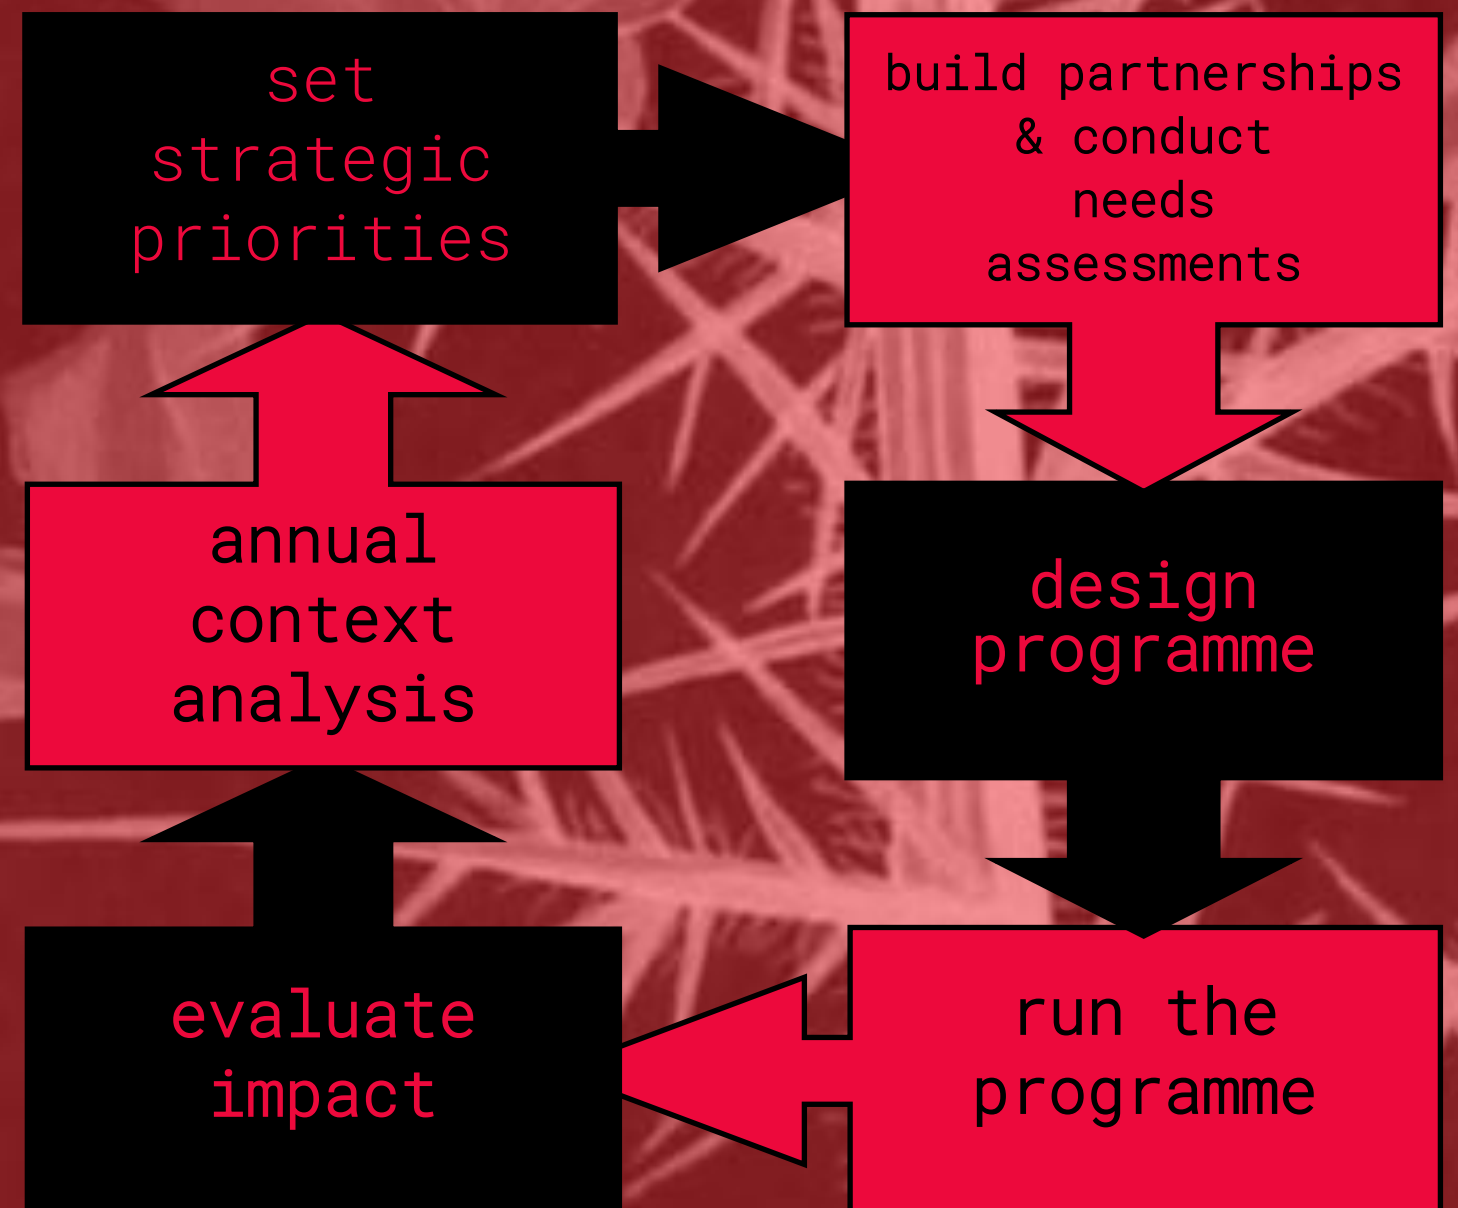 set
strategic
priorities
build partnerships
& conduct
needs
assessments
design
programme
run the
programme
evaluate
impact
annual
context
analysis